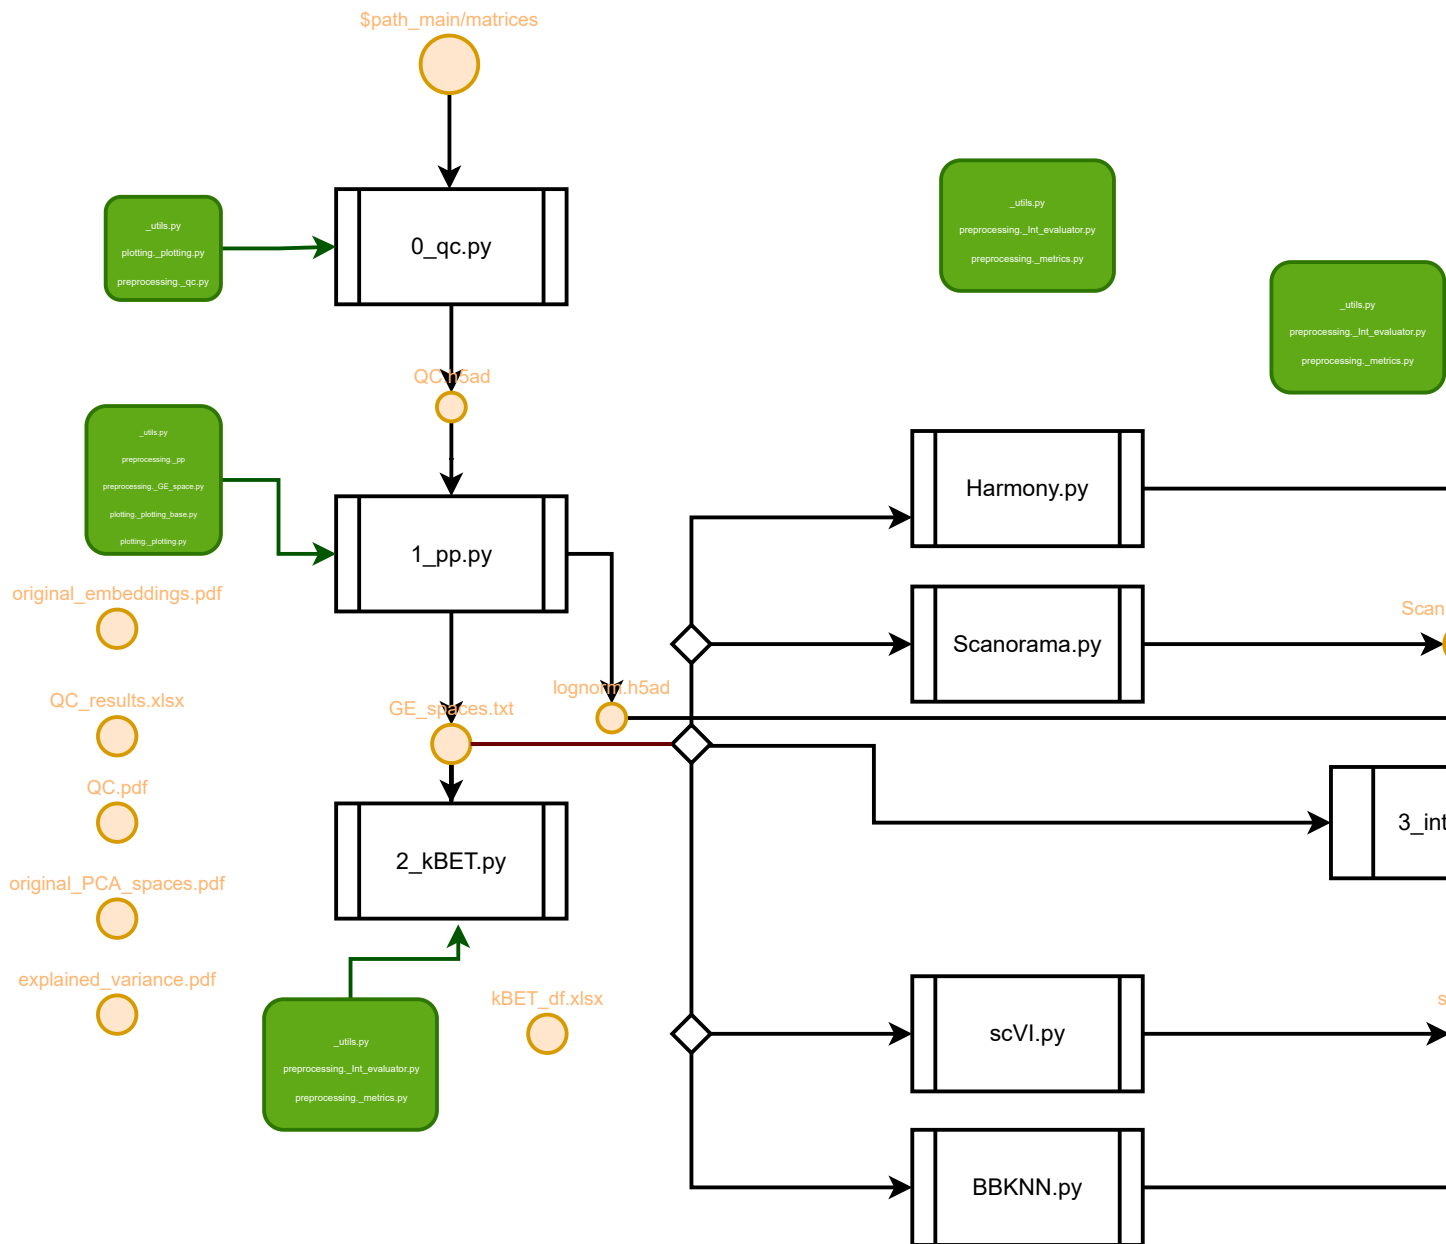 $path_main/matrices
_utils.py
plotting._plotting.py
preprocessing._qc.py
0_qc.py
_utils.py
preprocessing._Int_evaluator.py
preprocessing._metrics.py
_utils.py
preprocessing._Int_evaluator.py
preprocessing._metrics.py
QC.h5ad
_utils.py
preprocessing._pp
preprocessing._GE_space.py
plotting._plotting_base.py
plotting._plotting.py
1_pp.py
Harmony.py
original_embeddings.pdf
Scanorama.py
Scan
QC_results.xlsx
GE_spaces.txt
lognorm.h5ad
QC.pdf
3_int
2_kBET.py
original_PCA_spaces.pdf
explained_variance.pdf
kBET_df.xlsx
scVI.py
s
_utils.py
preprocessing._Int_evaluator.py
preprocessing._metrics.py
BBKNN.py